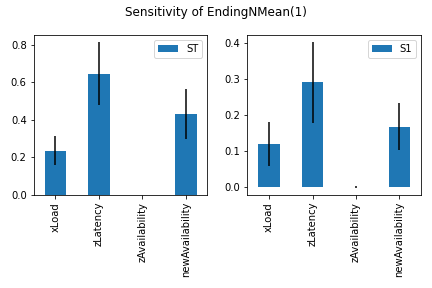 Sensitivity of EndingNMean(1)
0.8
0.6
0.4
0.2
0.0
ST
xLoad
zLatency
zAvailability
newAvailability
0.4
0.3
0.2
0.1
0.0
S1
xLoad
zLatency
zAvailability
newAvailability